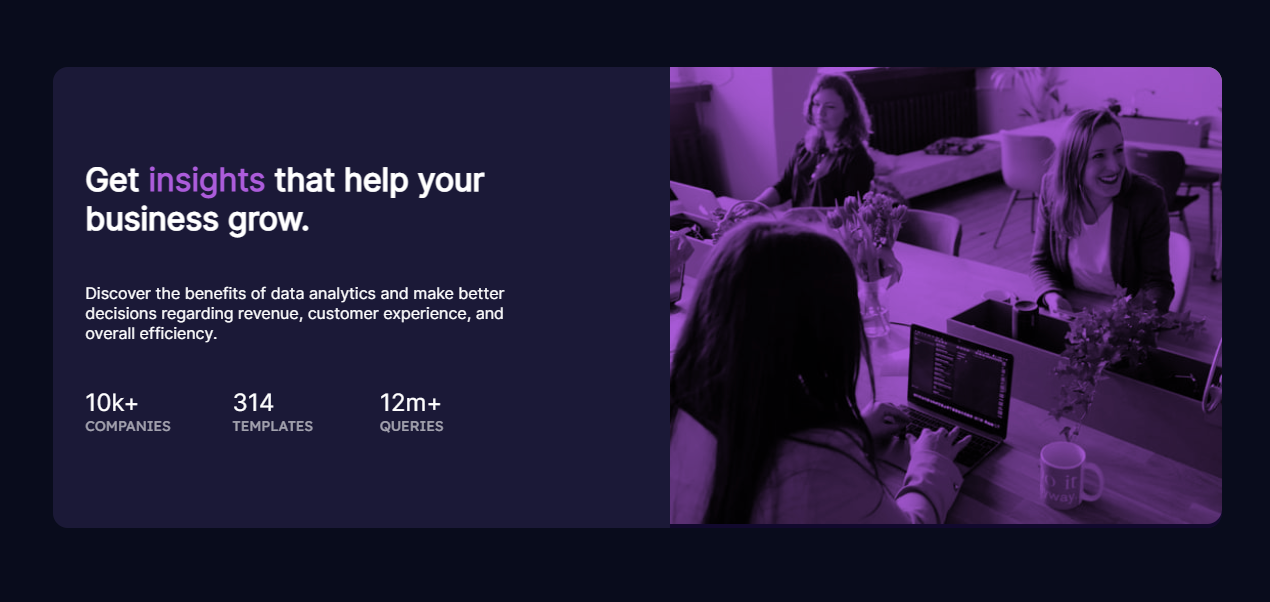 Get insights that help your
business grow.
Discover the benefits of data analytics and make better
decisions regarding revenue, customer experience, and
overall efficiency.
10k+ 314 12m+
COMPANIES TEMPLATES QUERIES